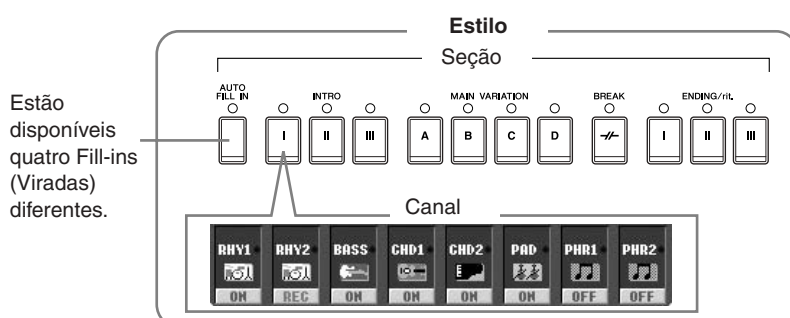 Estilo
Seção
AUTO
FILL IN
INTRO
MAIN VARIATION
BREAK
ENDING/rit.
I II III A B C D -//- I II III
Estão
disponíveis
quatro Fill-ins
(Viradas)
diferentes.
Canal
RHY1 RHY2 BASS CHD1 CHD2 PAD PHR1 PHR2
ON REC ON ON ON ON OFF OFF